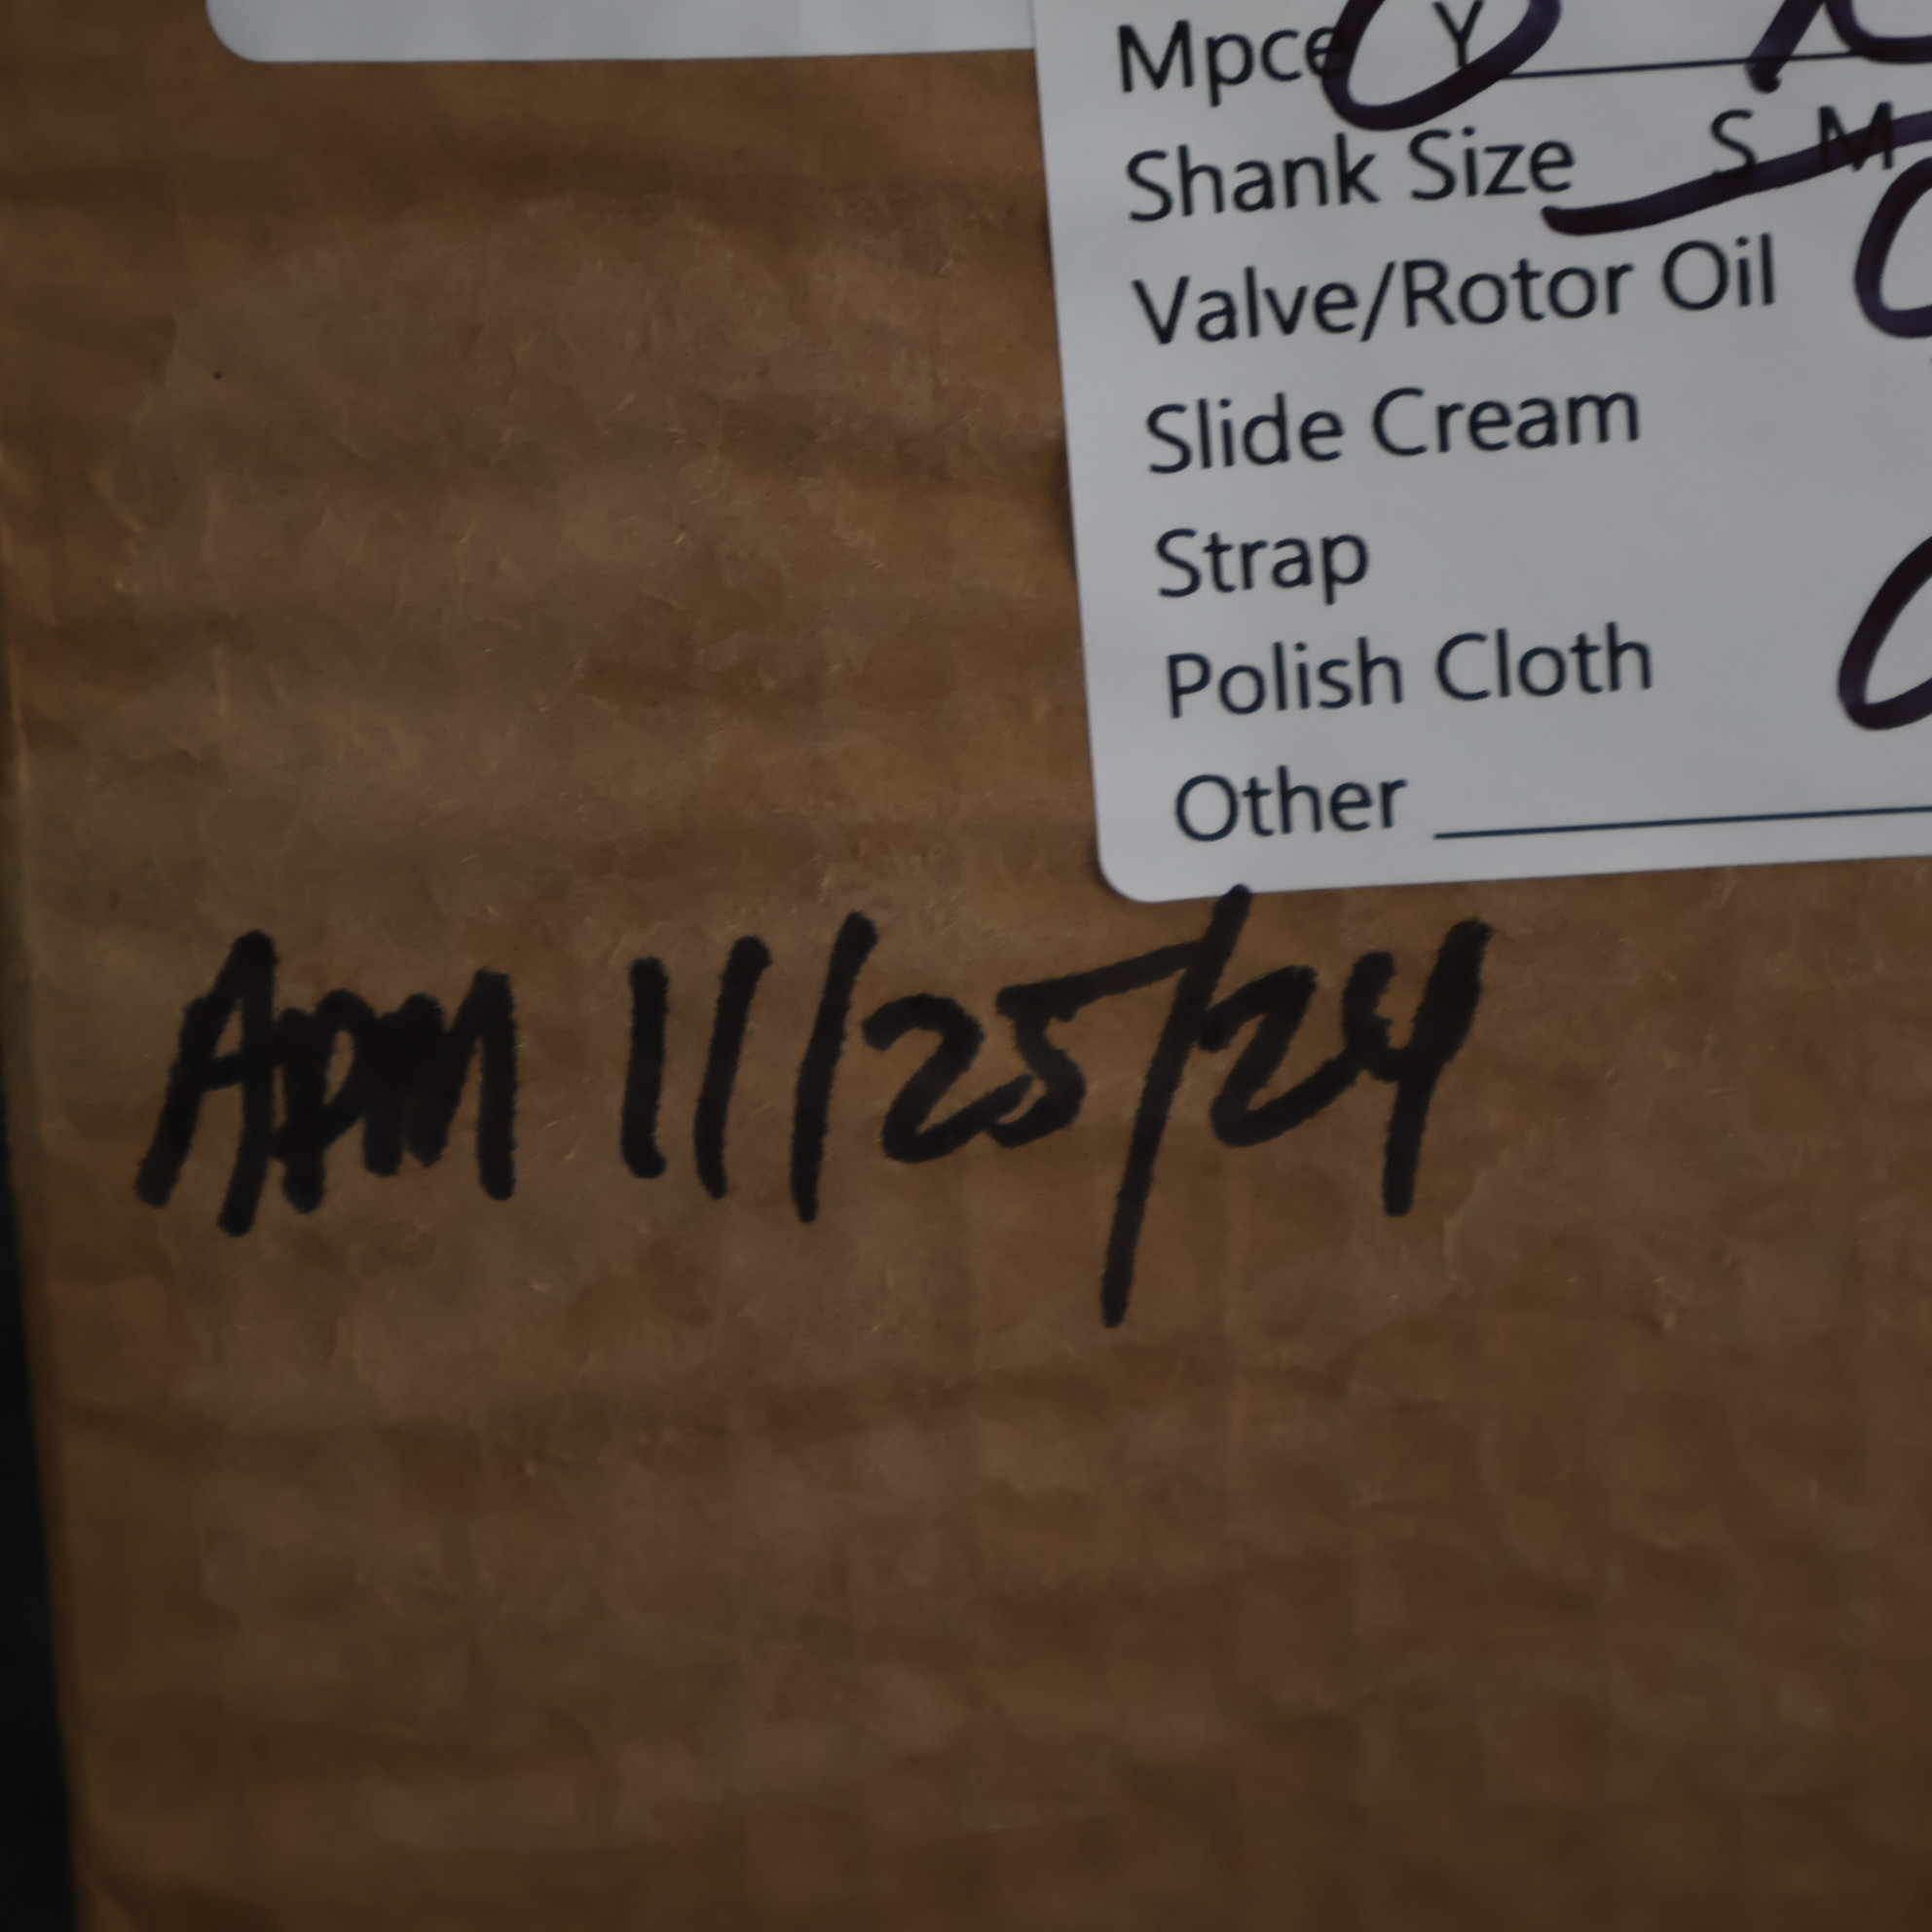 Mpce Y
Shank Size S M
Valve/Rotor Oil
Slide Cream
Strap
Polish Cloth
Other
ADM 11/25/24